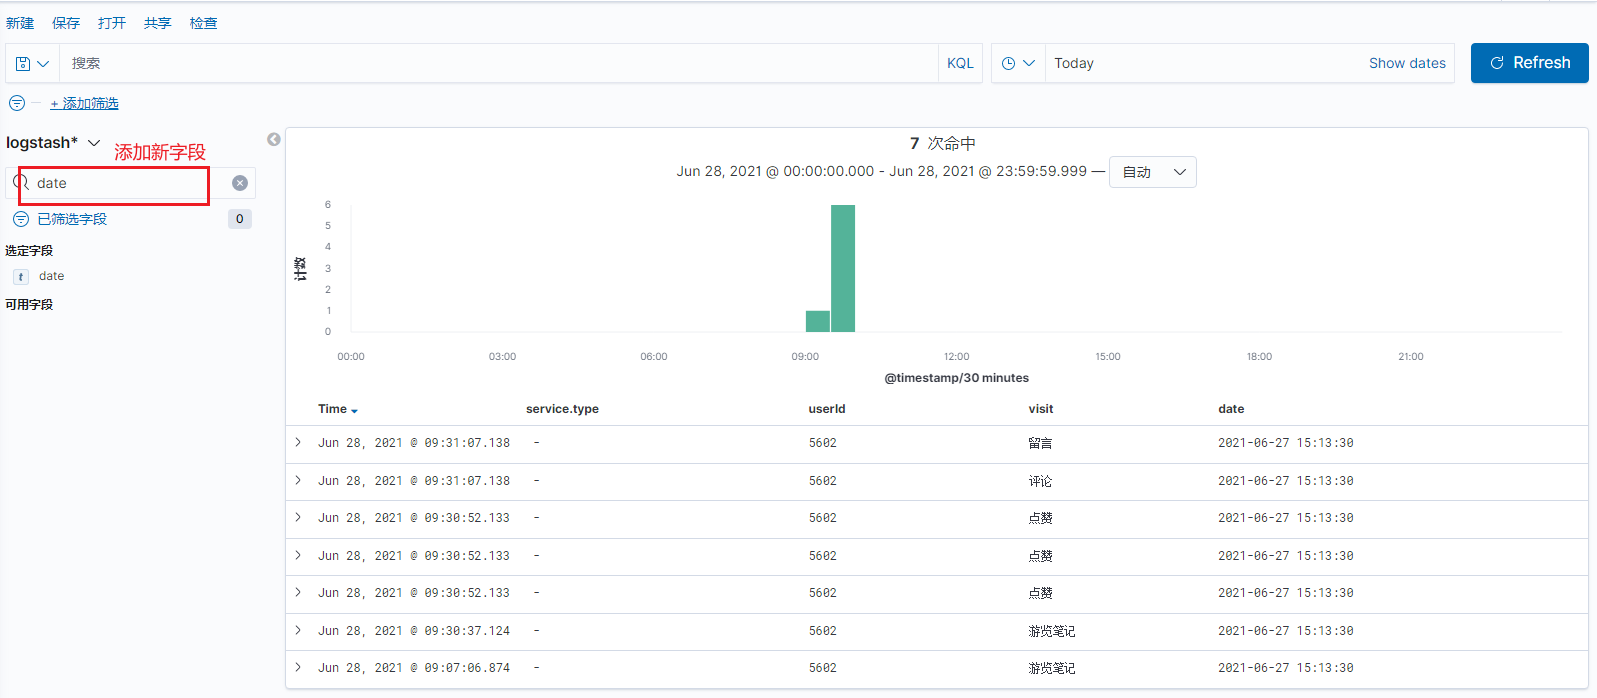 新建 保存 打开 共享 检查
搜索 KQL Today Show dates Refresh
+ 添加筛选
logstash*
添加新字段
date
已筛选字段 0
选定字段
t date
可用字段
7 次命中
Jun 28, 2021 @ 00:00:00.000 - Jun 28, 2021 @ 23:59:59.999 — 自动
计数
6
5
4
3
2
1
0
00:00 03:00 06:00 09:00 12:00 15:00 18:00 21:00
@timestamp/30 minutes
Time service.type userId visit date
Jun 28, 2021 @ 09:31:07.138 - 5602 留言 2021-06-27 15:13:30
Jun 28, 2021 @ 09:31:07.138 - 5602 评论 2021-06-27 15:13:30
Jun 28, 2021 @ 09:30:52.133 - 5602 点赞 2021-06-27 15:13:30
Jun 28, 2021 @ 09:30:52.133 - 5602 点赞 2021-06-27 15:13:30
Jun 28, 2021 @ 09:30:52.133 - 5602 点赞 2021-06-27 15:13:30
Jun 28, 2021 @ 09:30:37.124 - 5602 游览笔记 2021-06-27 15:13:30
Jun 28, 2021 @ 09:07:06.874 - 5602 游览笔记 2021-06-27 15:13:30